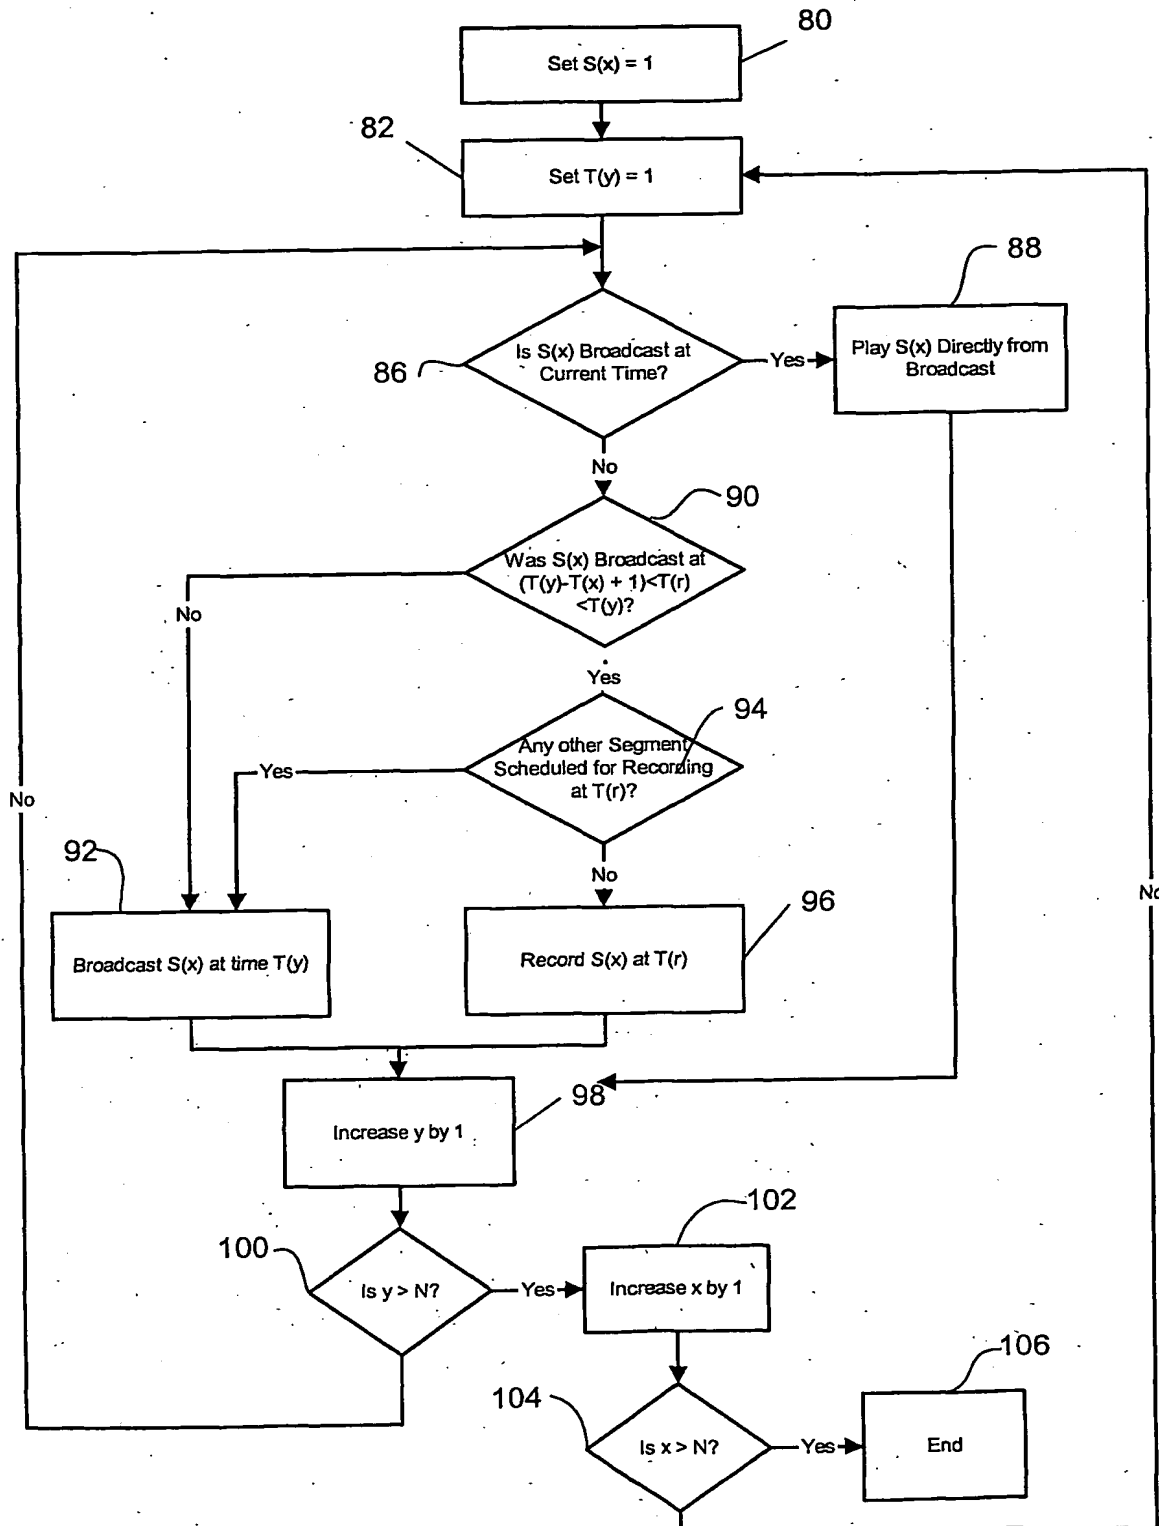 80
Set S(x) = 1
82
Set T(y) = 1
88
Is S(x) Broadcast at
Current Time?
86
Yes
Play S(x) Directly from
Broadcast
No
90
Was S(x) Broadcast at
(T(y)-T(x) + 1)<T(r)
<T(y)?
No
Yes
94
Any other Segment
Scheduled for Recording
at T(r)?
Yes
No
92
No
96
Broadcast S(x) at time T(y)
Record S(x) at T(r)
No
98
Increase y by 1
102
100
Is y > N?
Yes
Increase x by 1
106
104
Is x > N?
Yes
End